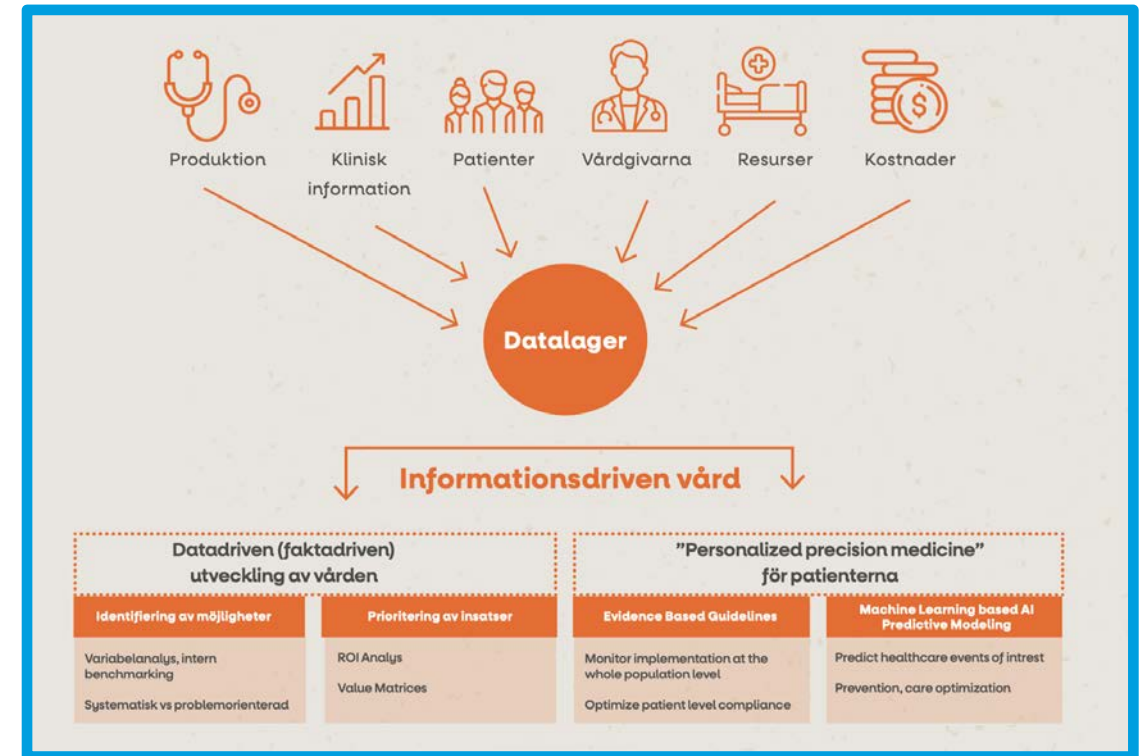 Produktion
Klinisk
information
Patienter
Vårdgivarna
Resurser
Kostnader
$
Datalager
Informationsdriven vård
Datadriven (faktadriven)
utveckling av vården
"Personalized precision medicine"
för patienterna
Identifiering av möjligheter
Prioritering av insatser
Evidence Based Guidelines
Machine Learning based AI
Predictive Modeling
Variabelanalys, intern
benchmarking
Systematisk vs problemorienterad
ROI Analys
Value Matrices
Monitor implementation at the
whole population level
Optimize patient level compliance
Predict healthcare events of intrest
Prevention, care optimization